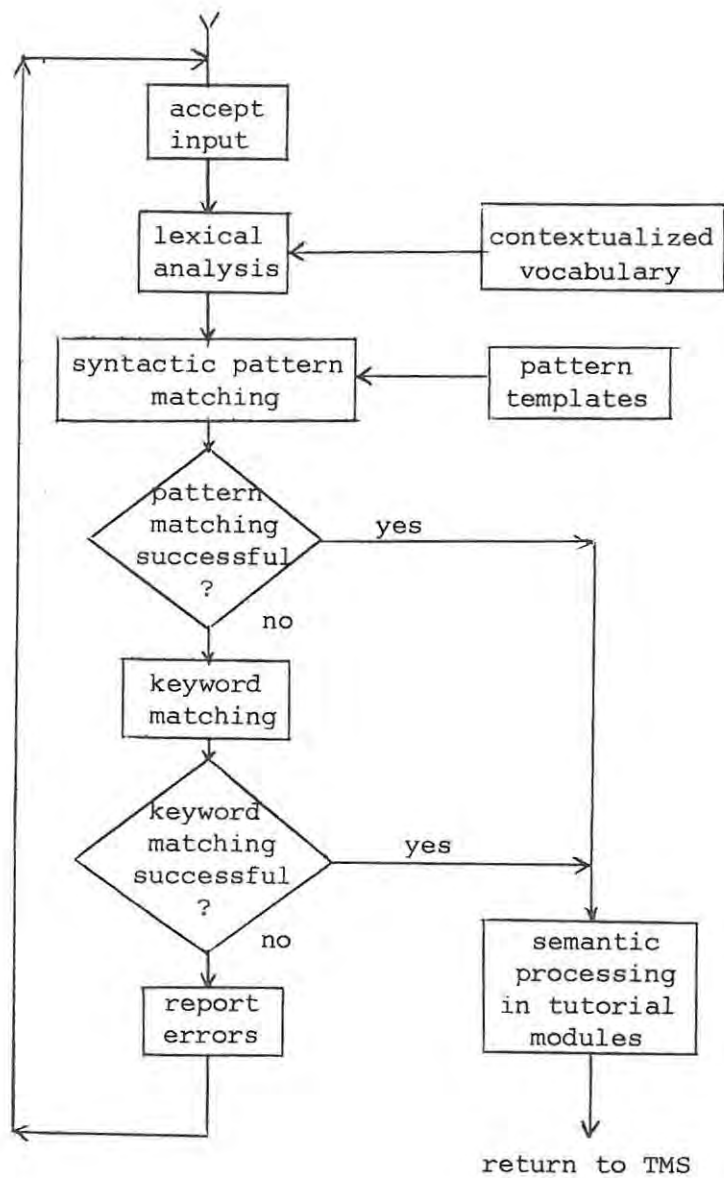 accept
input
lexical
analysis
contextualized
vocabulary
syntactic pattern
matching
pattern
templates
pattern
matching
successful
?
yes
no
keyword
matching
keyword
matching
successful
?
yes
no
report
errors
semantic
processing
in tutorial
modules
return to TMS